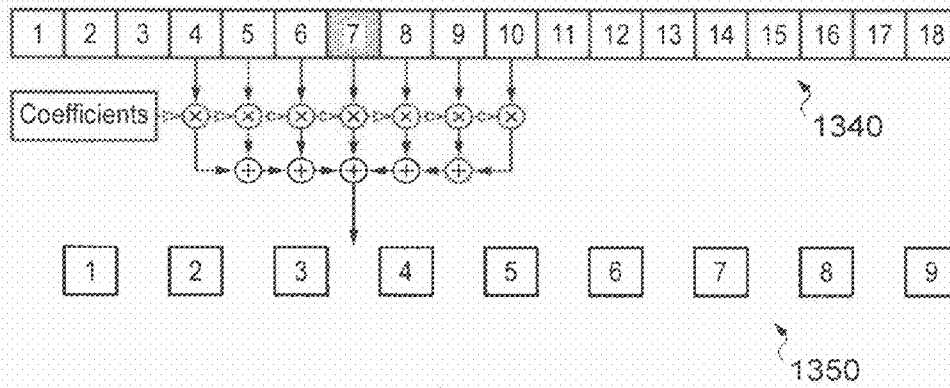 1 2 3 4 5 6 7 8 9 10 11 12 13 14 15 16 17 18
1340
Coefficients × × × × × × ×
+ + + + +
1 2 3 4 5 6 7 8 9
1350